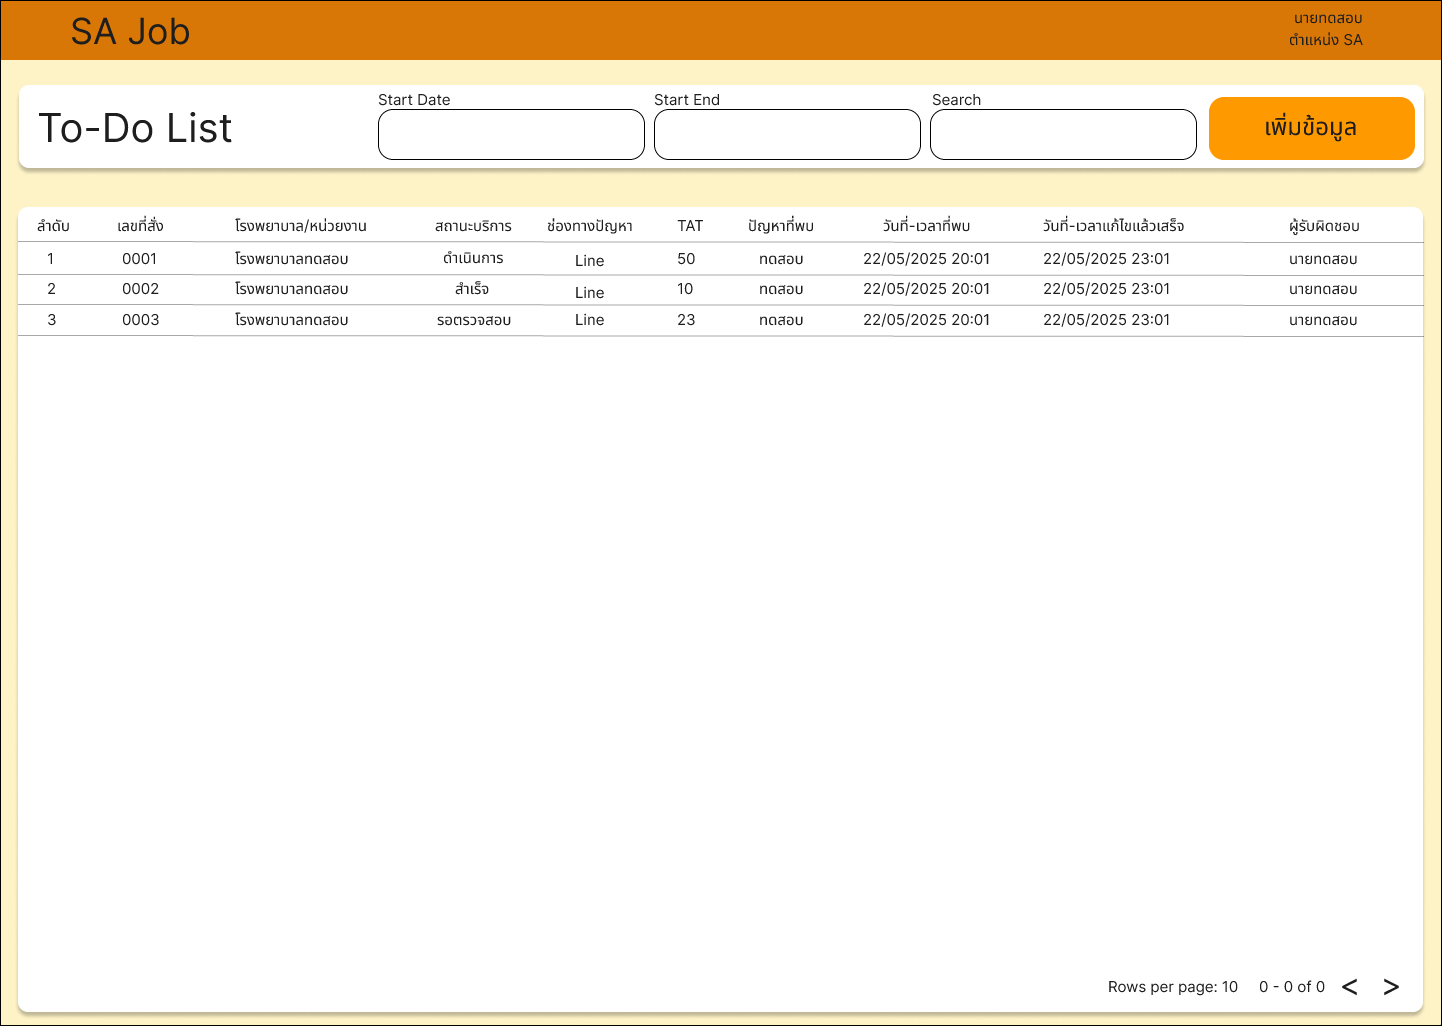 SA Job
นายทดสอบ
ตำแหน่ง SA
To-Do List
Start Date
Start End
Search
เพิ่มข้อมูล
ลำดับ เลขที่สั่ง โรงพยาบาล/หน่วยงาน สถานะบริการ ช่องทางปัญหา TAT ปัญหาที่พบ วันที่-เวลาที่พบ วันที่-เวลาแก้ไขแล้วเสร็จ ผู้รับผิดชอบ
1 0001 โรงพยาบาลทดสอบ ดำเนินการ Line 50 ทดสอบ 22/05/2025 20:01 22/05/2025 23:01 นายทดสอบ
2 0002 โรงพยาบาลทดสอบ สำเร็จ Line 10 ทดสอบ 22/05/2025 20:01 22/05/2025 23:01 นายทดสอบ
3 0003 โรงพยาบาลทดสอบ รอตรวจสอบ Line 23 ทดสอบ 22/05/2025 20:01 22/05/2025 23:01 นายทดสอบ
Rows per page: 10 0 - 0 of 0 < >